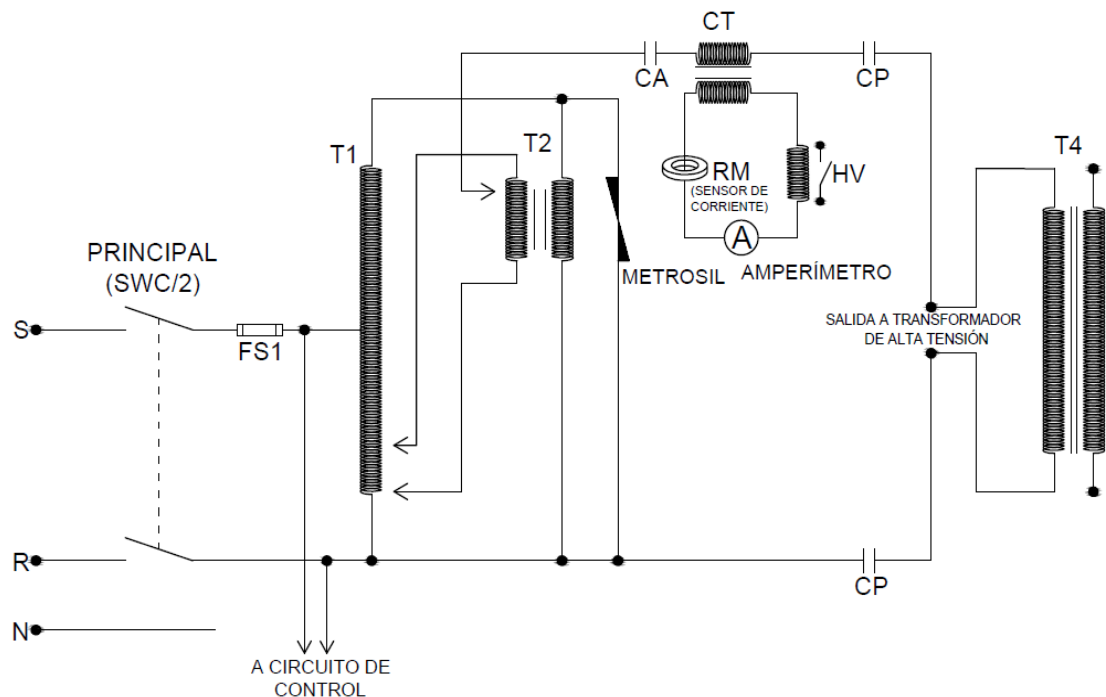 CT
CA
CP
T1
T2
RM
(SENSOR DE
CORRIENTE)
HV
T4
A
AMPERÍMETRO
METROSIL
PRINCIPAL
(SWC/2)
S
FS1
SALIDA A TRANSFORMADOR
DE ALTA TENSIÓN
R
CP
N
A CIRCUITO DE
CONTROL